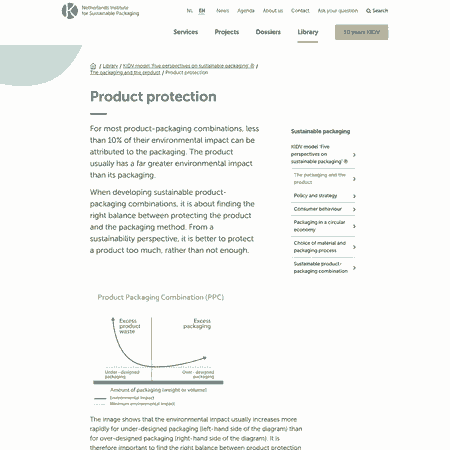 Netherlands Institute
for Sustainable Packaging
NL EN News Agenda About us Contact Ask your question Search
Services Projects Dossiers Library 10 years KIDV
/ Library / KIDV model 'Five perspectives on sustainable packaging' ® /
The packaging and the product / Product protection
Product protection
For most product-packaging combinations, less
than 10% of their environmental impact can be
attributed to the packaging. The product
usually has a far greater environmental impact
than its packaging.
When developing sustainable product-
packaging combinations, it is about finding the
right balance between protecting the product
and the packaging method. From a
sustainability perspective, it is better to protect
a product too much, rather than not enough.
Sustainable packaging
KIDV model 'Five
perspectives on
sustainable packaging' ®
The packaging and the
product
Policy and strategy
Consumer behaviour
Packaging in a circular
economy
Choice of material and
packaging process
Sustainable product-
packaging combination
Product Packaging Combination (PPC)
Excess
product
waste
Excess
packaging
Under-designed
packaging
Over-designed
packaging
Amount of packaging (weight or volume)
Environmental impact
Minimum environmental impact
The image shows that the environmental impact usually increases more
rapidly for under-designed packaging (left-hand side of the diagram) than
for over-designed packaging (right-hand side of the diagram). It is
therefore important to find the right balance between product protection